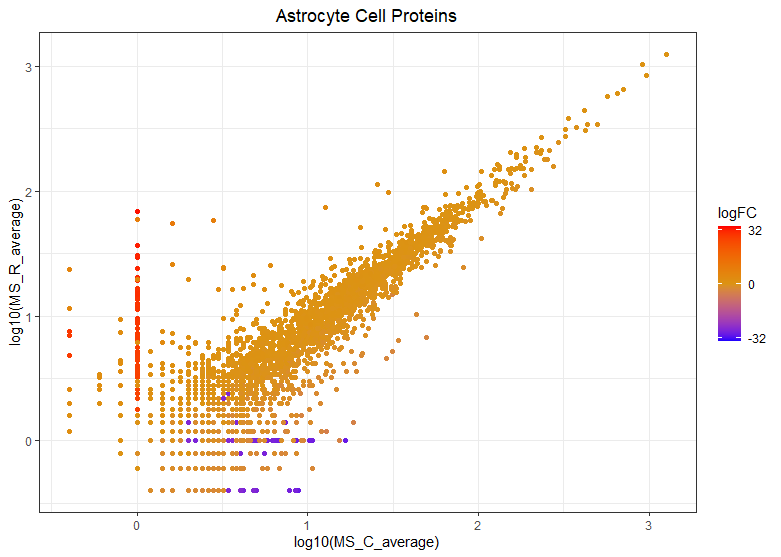 Astrocyte Cell Proteins
3
2
1
0
log10(MS_R_average)
0
1
2
3
log10(MS_C_average)
logFC
32
0
-32